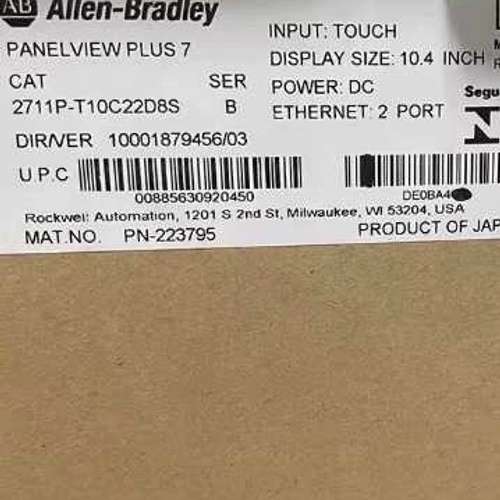 AB Allen-Bradley
PANELVIEW PLUS 7
CAT SER
2711P-T10C22D8S B
DIR/VER 10001879456/03
U.P.C
00885630920450
INPUT: TOUCH
DISPLAY SIZE: 10.4 INCH
POWER: DC
ETHERNET: 2 PORT
Segu
DE0BA4
Rockwell Automation, 1201 S 2nd St, Milwaukee, WI 53204, USA
MAT.NO. PN-223795
PRODUCT OF JAP